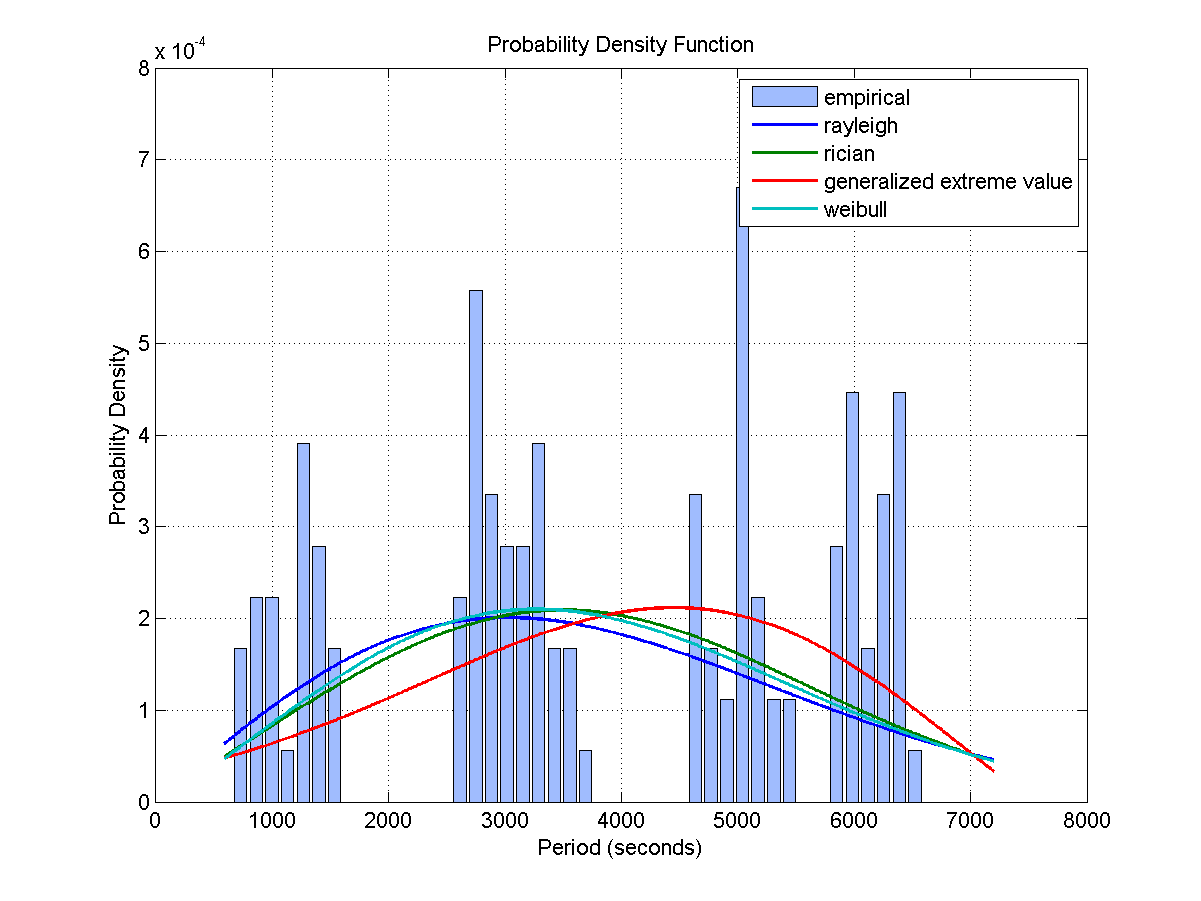 Probability Density Function
x 10-4
8
7
6
5
4
3
2
1
0
Probability Density
empirical
rayleigh
rician
generalized extreme value
weibull
0 1000 2000 3000 4000 5000 6000 7000 8000
Period (seconds)